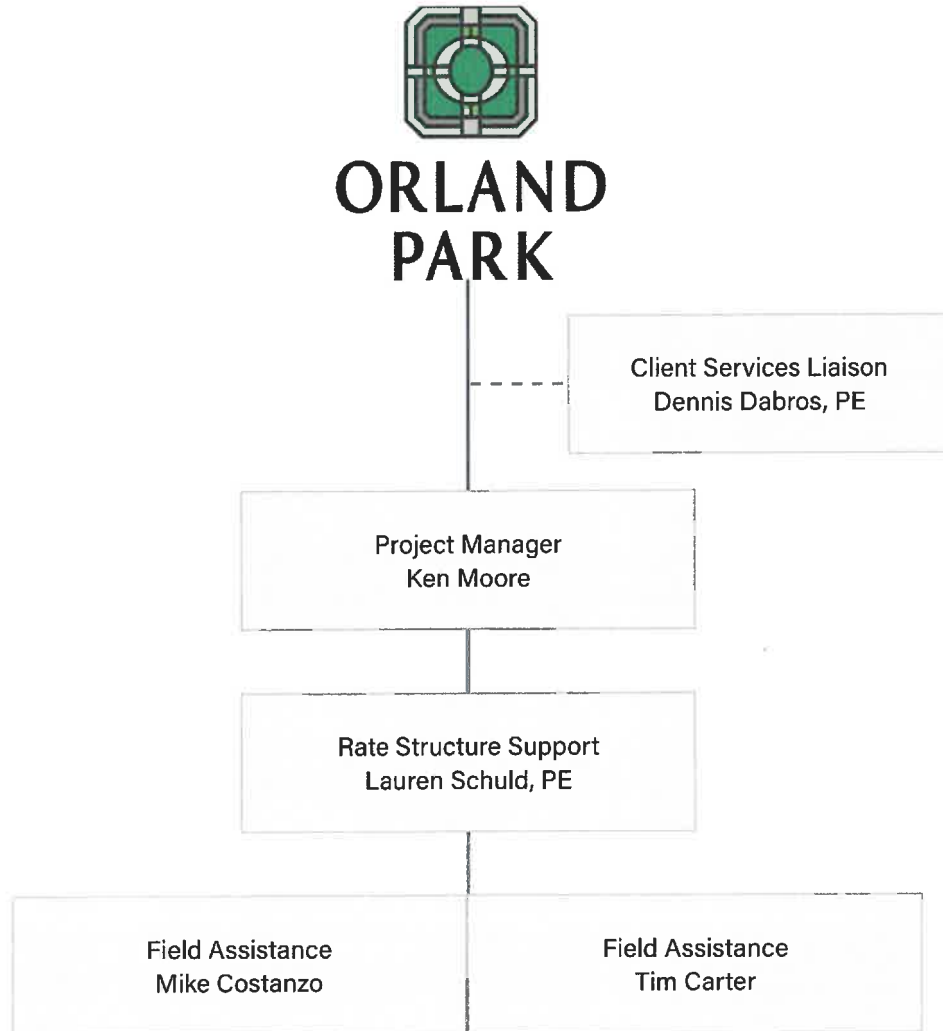 ORLAND
PARK
Client Services Liaison
Dennis Dabros, PE
Project Manager
Ken Moore
Rate Structure Support
Lauren Schuld, PE
Field Assistance
Mike Costanzo
Field Assistance
Tim Carter